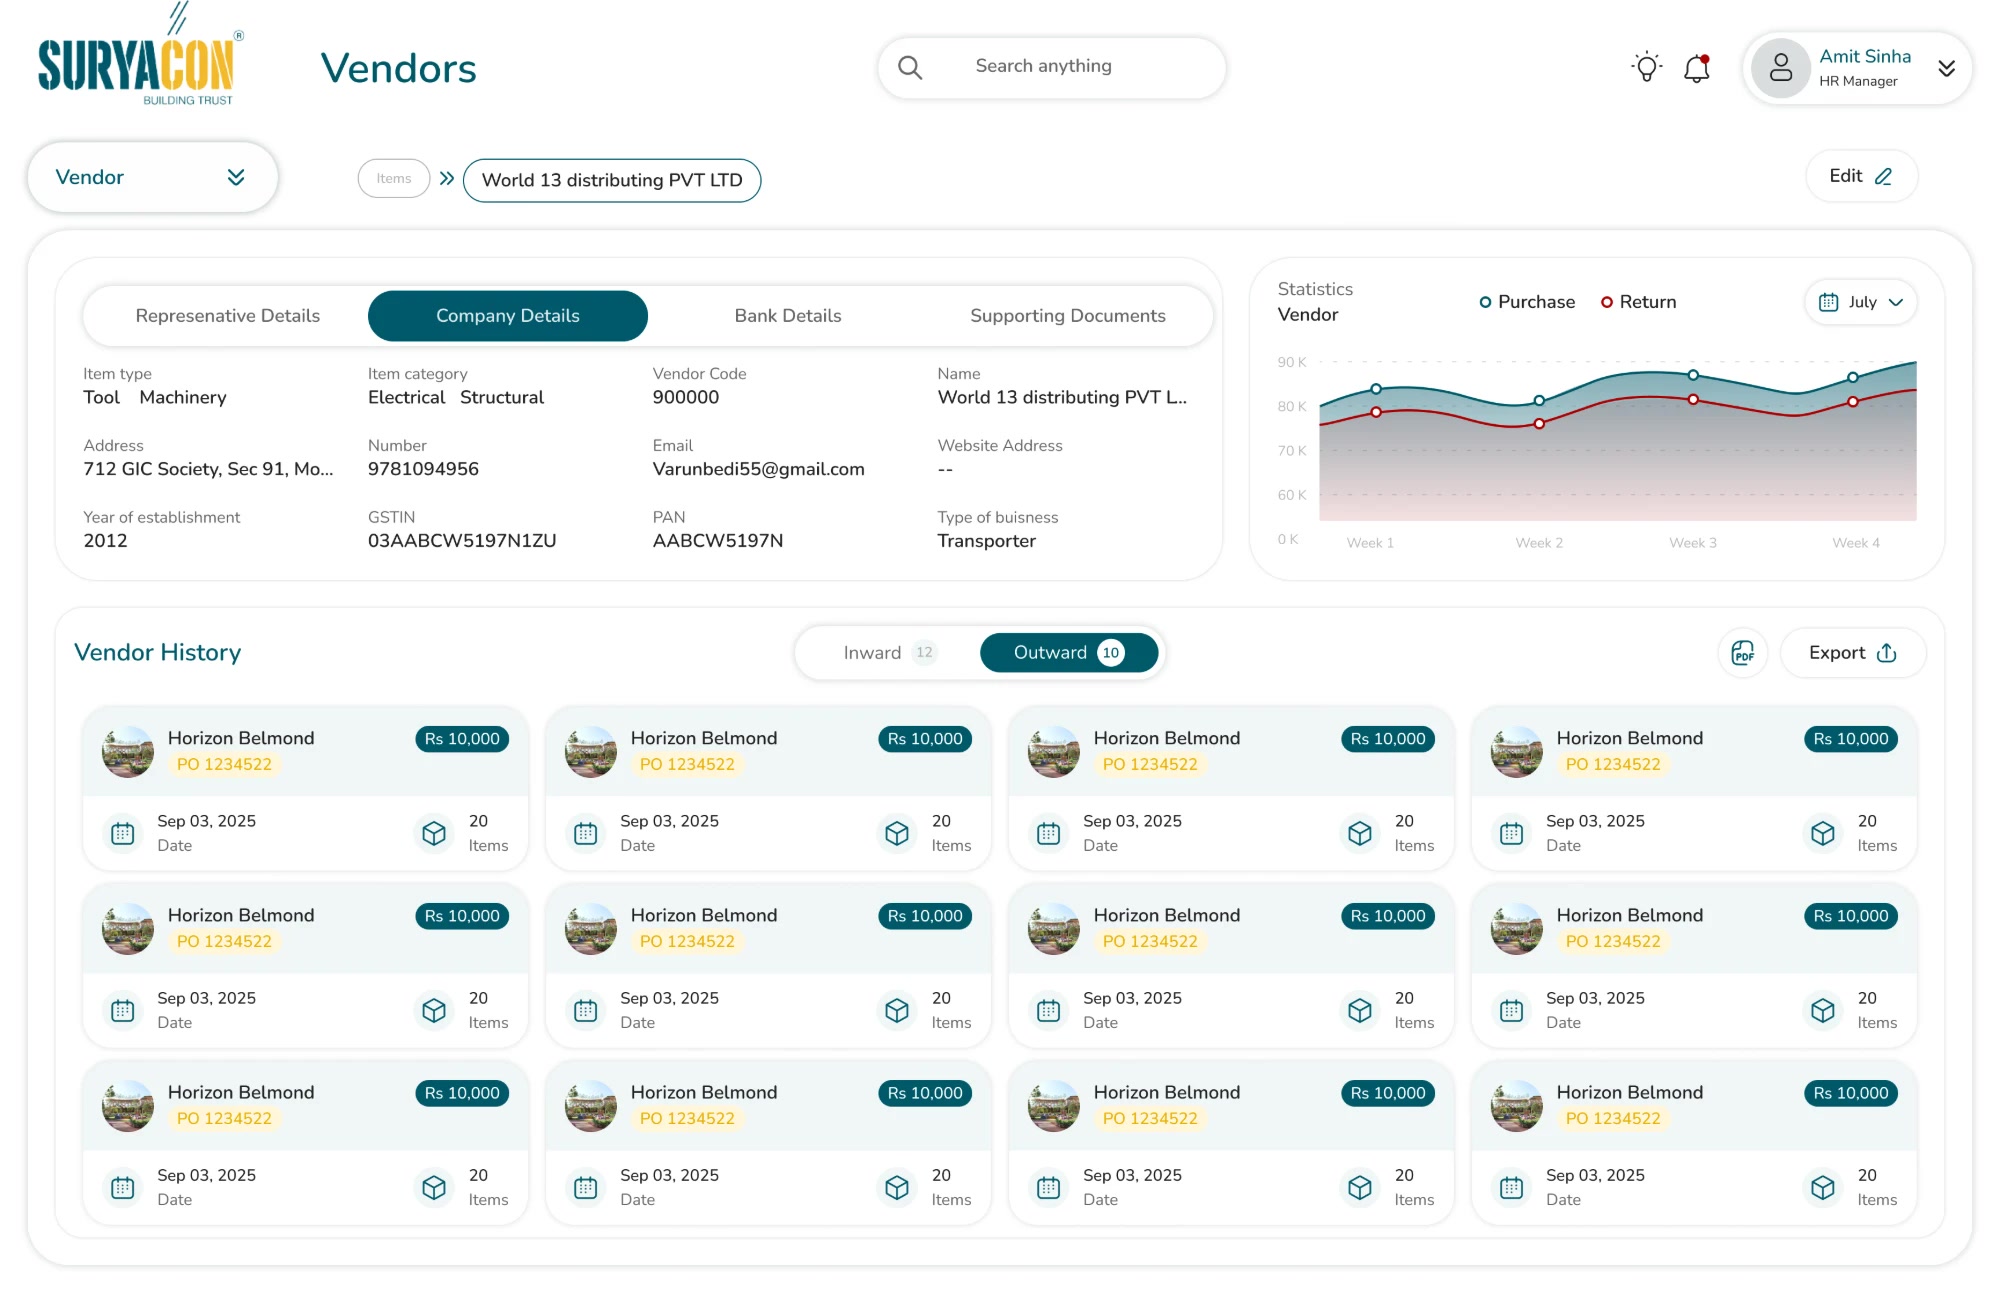 SURYACON®
BUILDING TRUST
Vendors
Search anything
Amit Sinha
HR Manager
Vendor
Items
World 13 distributing PVT LTD
Edit
Represenative Details
Company Details
Bank Details
Supporting Documents
Item type
Tool Machinery
Item category
Electrical Structural
Vendor Code
900000
Name
World 13 distributing PVT L...
Address
712 GIC Society, Sec 91, Mo...
Number
9781094956
Email
Varunbedi55@gmail.com
Website Address
--
Year of establishment
2012
GSTIN
03AABCW5197N1ZU
PAN
AABCW5197N
Type of buisness
Transporter
Statistics
Vendor
Purchase
Return
July
90 K
80 K
70 K
60 K
0 K
Week 1
Week 2
Week 3
Week 4
Vendor History
Inward 12
Outward 10
PDF
Export
Horizon Belmond
PO 1234522
Rs 10,000
Sep 03, 2025
Date
20
Items
Horizon Belmond
PO 1234522
Rs 10,000
Sep 03, 2025
Date
20
Items
Horizon Belmond
PO 1234522
Rs 10,000
Sep 03, 2025
Date
20
Items
Horizon Belmond
PO 1234522
Rs 10,000
Sep 03, 2025
Date
20
Items
Horizon Belmond
PO 1234522
Rs 10,000
Sep 03, 2025
Date
20
Items
Horizon Belmond
PO 1234522
Rs 10,000
Sep 03, 2025
Date
20
Items
Horizon Belmond
PO 1234522
Rs 10,000
Sep 03, 2025
Date
20
Items
Horizon Belmond
PO 1234522
Rs 10,000
Sep 03, 2025
Date
20
Items
Horizon Belmond
PO 1234522
Rs 10,000
Sep 03, 2025
Date
20
Items
Horizon Belmond
PO 1234522
Rs 10,000
Sep 03, 2025
Date
20
Items
Horizon Belmond
PO 1234522
Rs 10,000
Sep 03, 2025
Date
20
Items
Horizon Belmond
PO 1234522
Rs 10,000
Sep 03, 2025
Date
20
Items